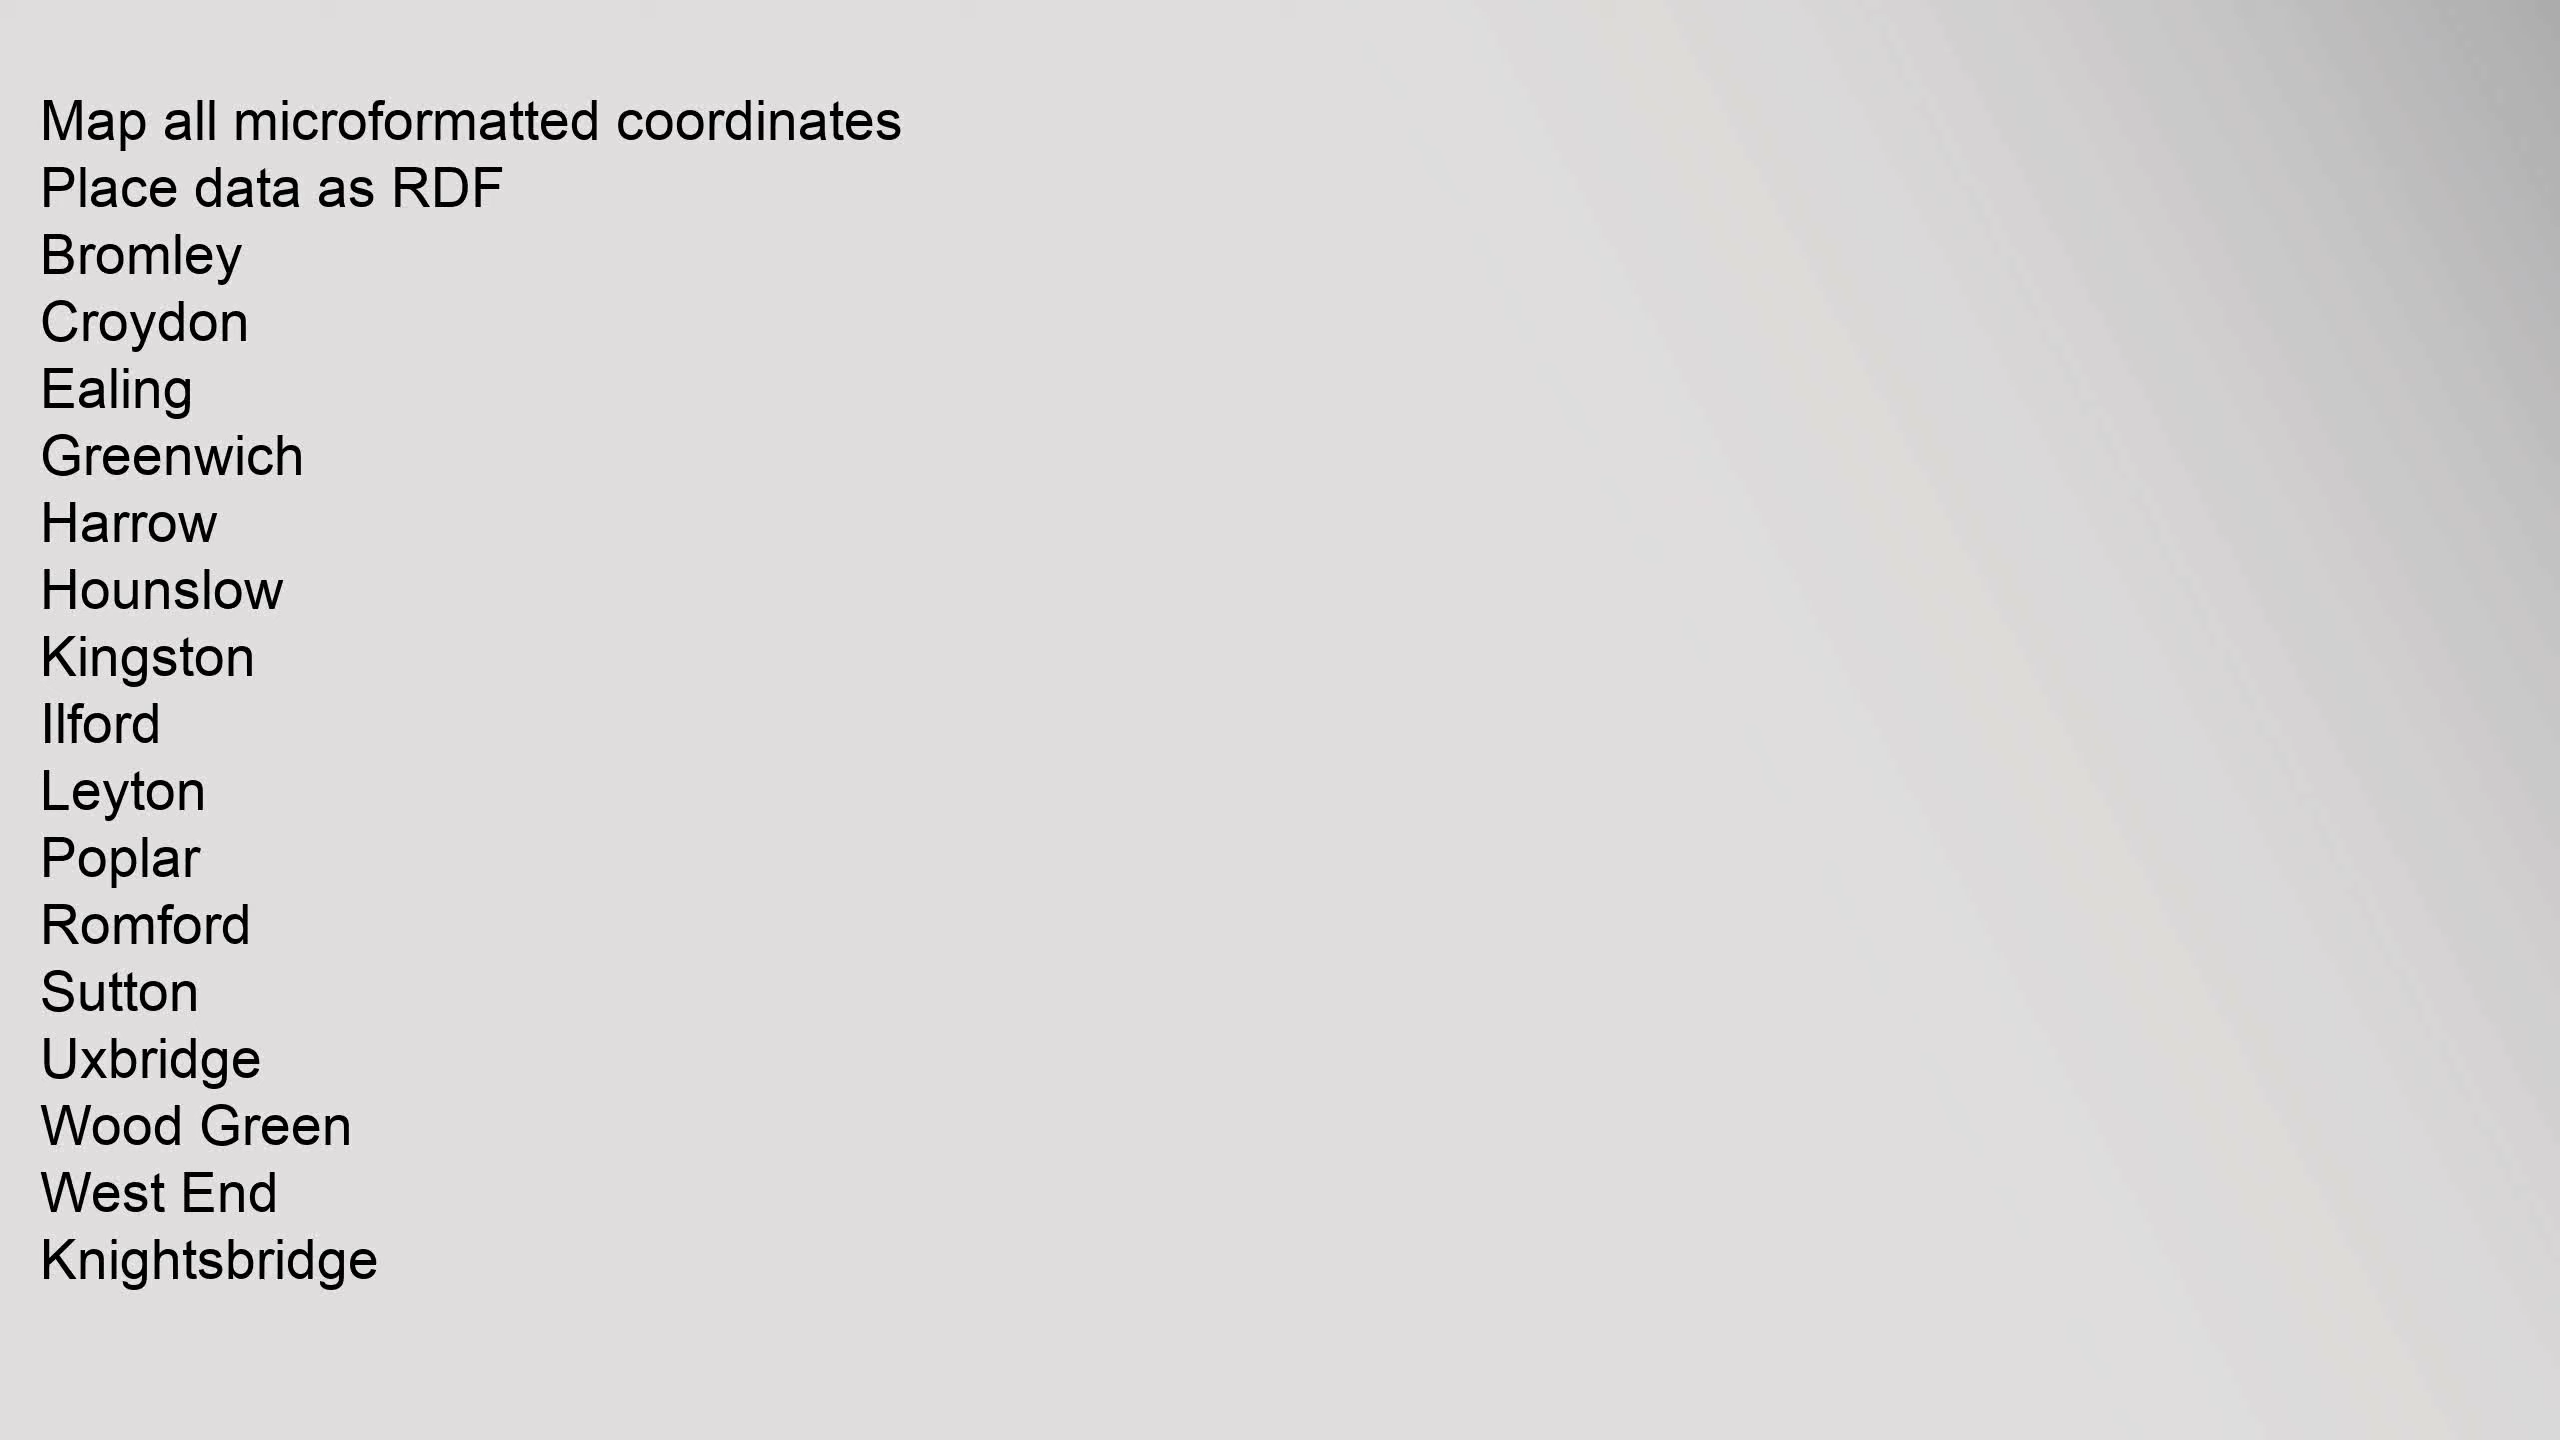 Map all microformatted coordinates
Place data as RDF
Bromley
Croydon
Ealing
Greenwich
Harrow
Hounslow
Kingston
Ilford
Leyton
Poplar
Romford
Sutton
Uxbridge
Wood Green
West End
Knightsbridge